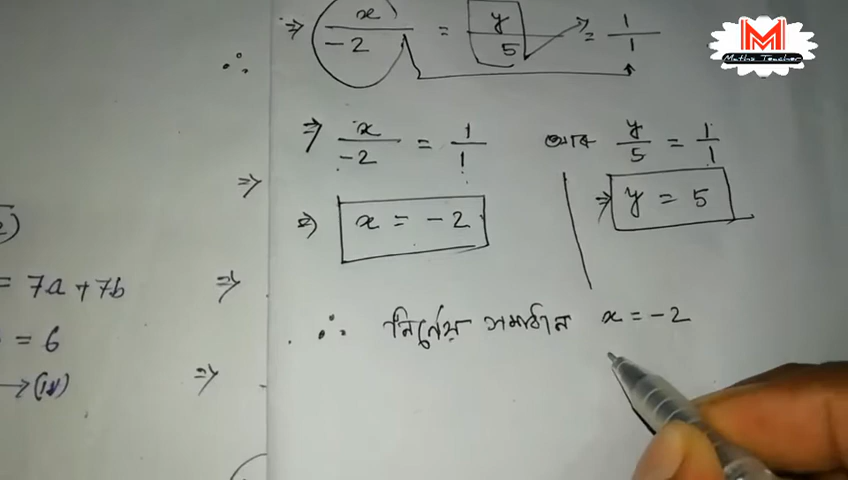 ⇒ x/-2 = y/5 = 1/1
M
Maths Teacher
∴
⇒ x/-2 = 1/1 আর y/5 = 1/1
⇒
⇒ x = -2 ⇒ y = 5
= 7a + 7b ⇒
∴ নির্ণেয় সমাধান x = -2
= 6
→ (iv) ⇒